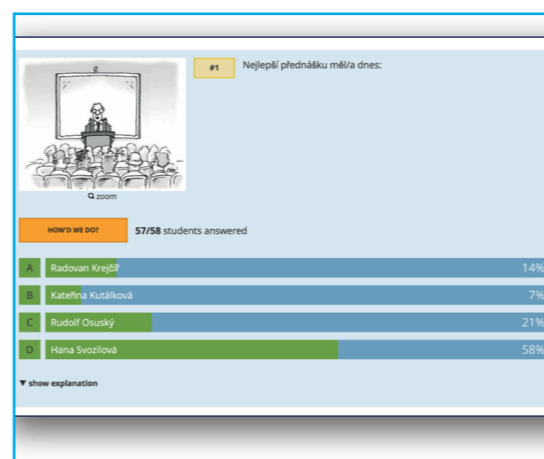 #1 Nejlepší přednášku měl/a dnes:
zoom
HOW'D WE DO? 57/58 students answered
A Radovan Krejčíř 14%
B Kateřina Kutálková 7%
C Rudolf Osuský 21%
D Hana Svozilová 58%
▼ show explanation